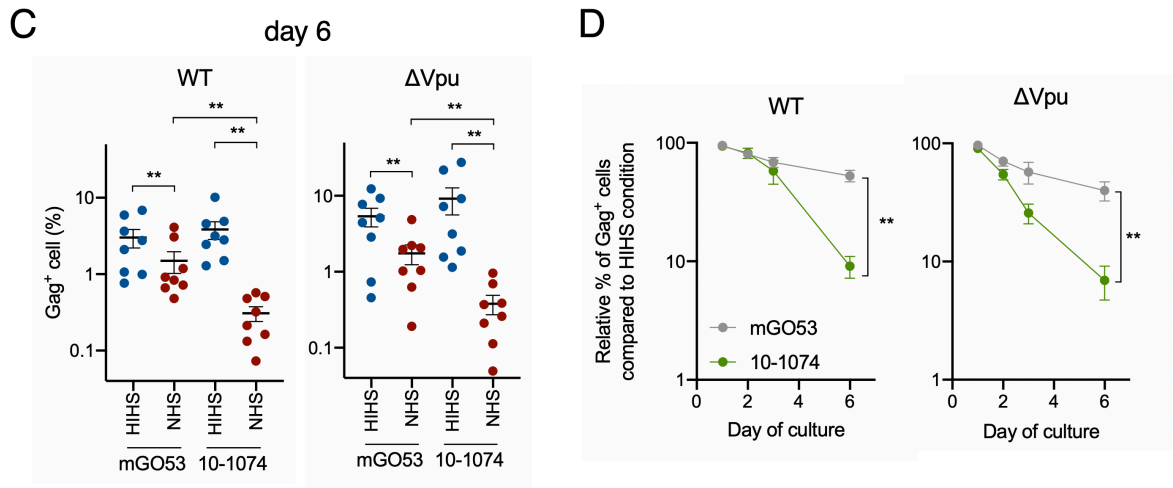 C
day 6
WT
ΔVpu
**
**
**
**
**
**
Gag+ cell (%)
10
1
0.1
10
1
0.1
HIHS
NHS
HIHS
NHS
HIHS
NHS
HIHS
NHS
mGO53
10-1074
mGO53
10-1074
D
WT
ΔVpu
Relative % of Gag+ cells
compared to HIHS condition
100
10
1
100
10
1
**
**
mGO53
10-1074
0
2
4
6
0
2
4
6
Day of culture
Day of culture